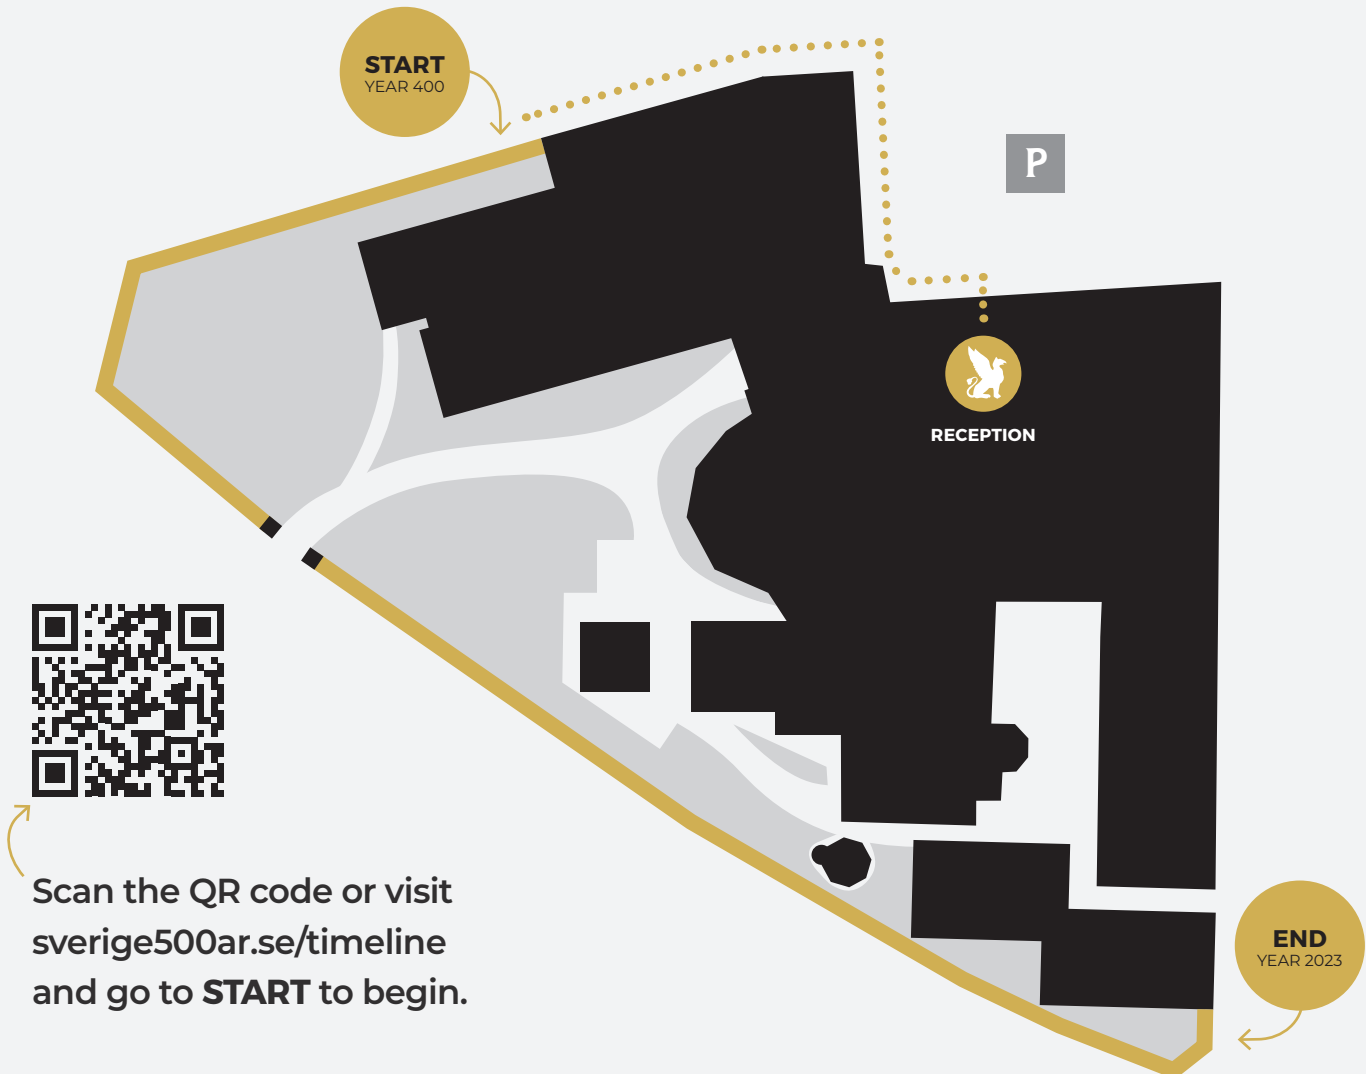 START
YEAR 400
P
RECEPTION
Scan the QR code or visit
sverige500ar.se/timeline
and go to START to begin.
END
YEAR 2023